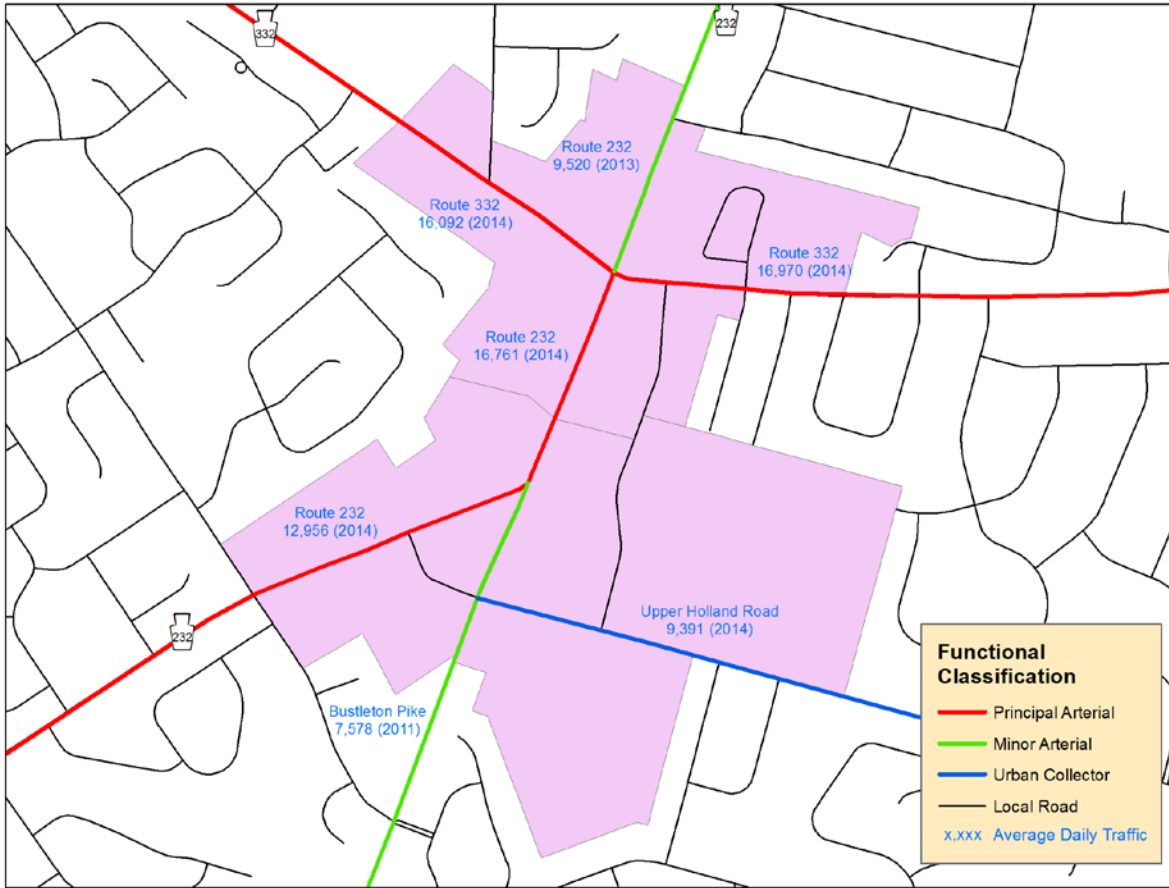 332
232
Route 232
9,520 (2013)
Route 332
16,092 (2014)
Route 332
16,970 (2014)
Route 232
16,761 (2014)
Route 232
12,956 (2014)
Upper Holland Road
9,391 (2014)
232
Bustleton Pike
7,578 (2011)
Functional
Classification
Principal Arterial
Minor Arterial
Urban Collector
Local Road
x,xxx Average Daily Traffic